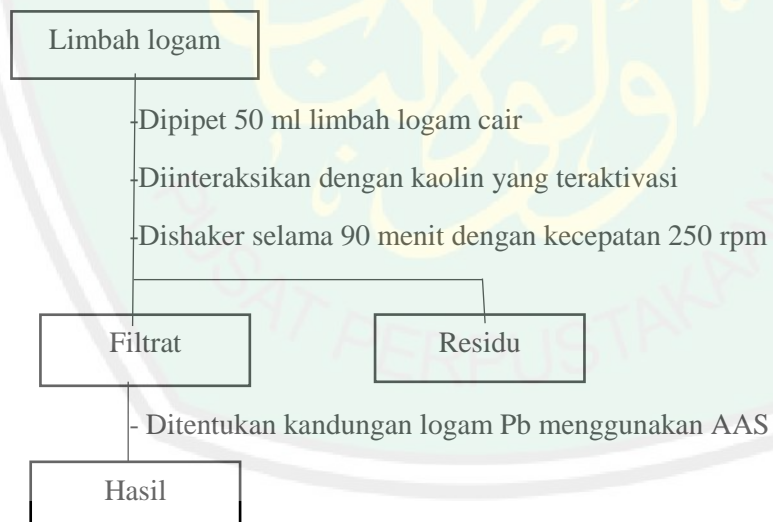 Limbah logam
-Dipipet 50 ml limbah logam cair
-Diinteraksikan dengan kaolin yang teraktivasi
-Dishaker selama 90 menit dengan kecepatan 250 rpm
Filtrat
Residu
- Ditentukan kandungan logam Pb menggunakan AAS
Hasil